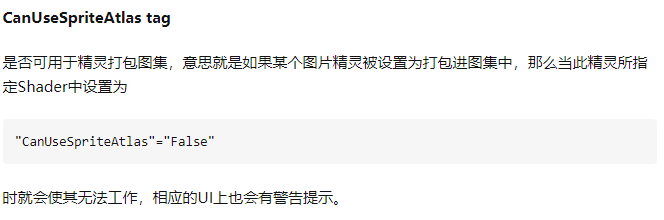 CanUseSpriteAtlas tag
是否可用于精灵打包图集，意思就是如果某个图片精灵被设置为打包进图集中，那么当此精灵所指
定Shader中设置为
"CanUseSpriteAtlas"="False"
时就会使其无法工作，相应的UI上也会有警告提示。